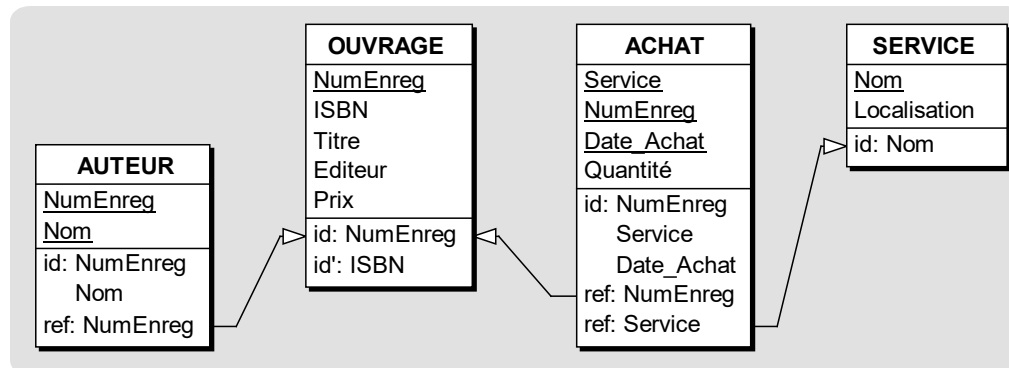 AUTEUR
NumEnreg
Nom
id: NumEnreg
Nom
ref: NumEnreg
OUVRAGE
NumEnreg
ISBN
Titre
Editeur
Prix
id: NumEnreg
id': ISBN
ACHAT
Service
NumEnreg
Date_Achat
Quantité
id: NumEnreg
Service
Date_Achat
ref: NumEnreg
ref: Service
SERVICE
Nom
Localisation
id: Nom